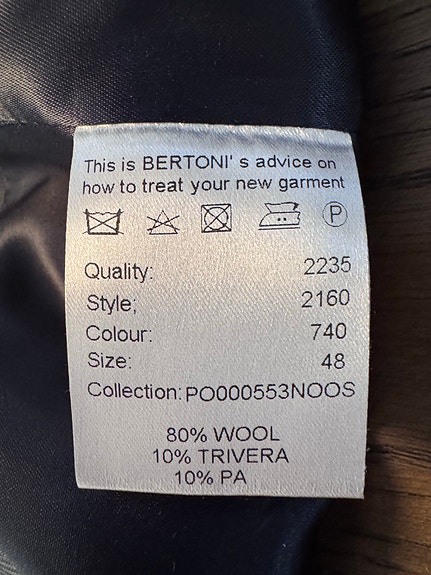 This is BERTONI' s advice on
how to treat your new garment
P
Quality: 2235
Style; 2160
Colour: 740
Size: 48
Collection: PO000553NOOS
80% WOOL
10% TRIVERA
10% PA